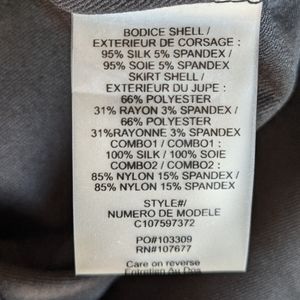 BODICE SHELL /
EXTERIEUR DE CORSAGE :
95% SILK 5% SPANDEX /
95% SOIE 5% SPANDEX
SKIRT SHELL /
EXTERIEUR DU JUPE :
66% POLYESTER
31% RAYON 3% SPANDEX /
66% POLYESTER
31%RAYONNE 3% SPANDEX
COMBO1 / COMBO1 :
100% SILK / 100% SOIE
COMBO2 / COMBO2 :
85% NYLON 15% SPANDEX /
85% NYLON 15% SPANDEX
STYLE#/
NUMERO DE MODELE
C107597372
PO#103309
RN#107677
Care on reverse
Entretien Au Dos